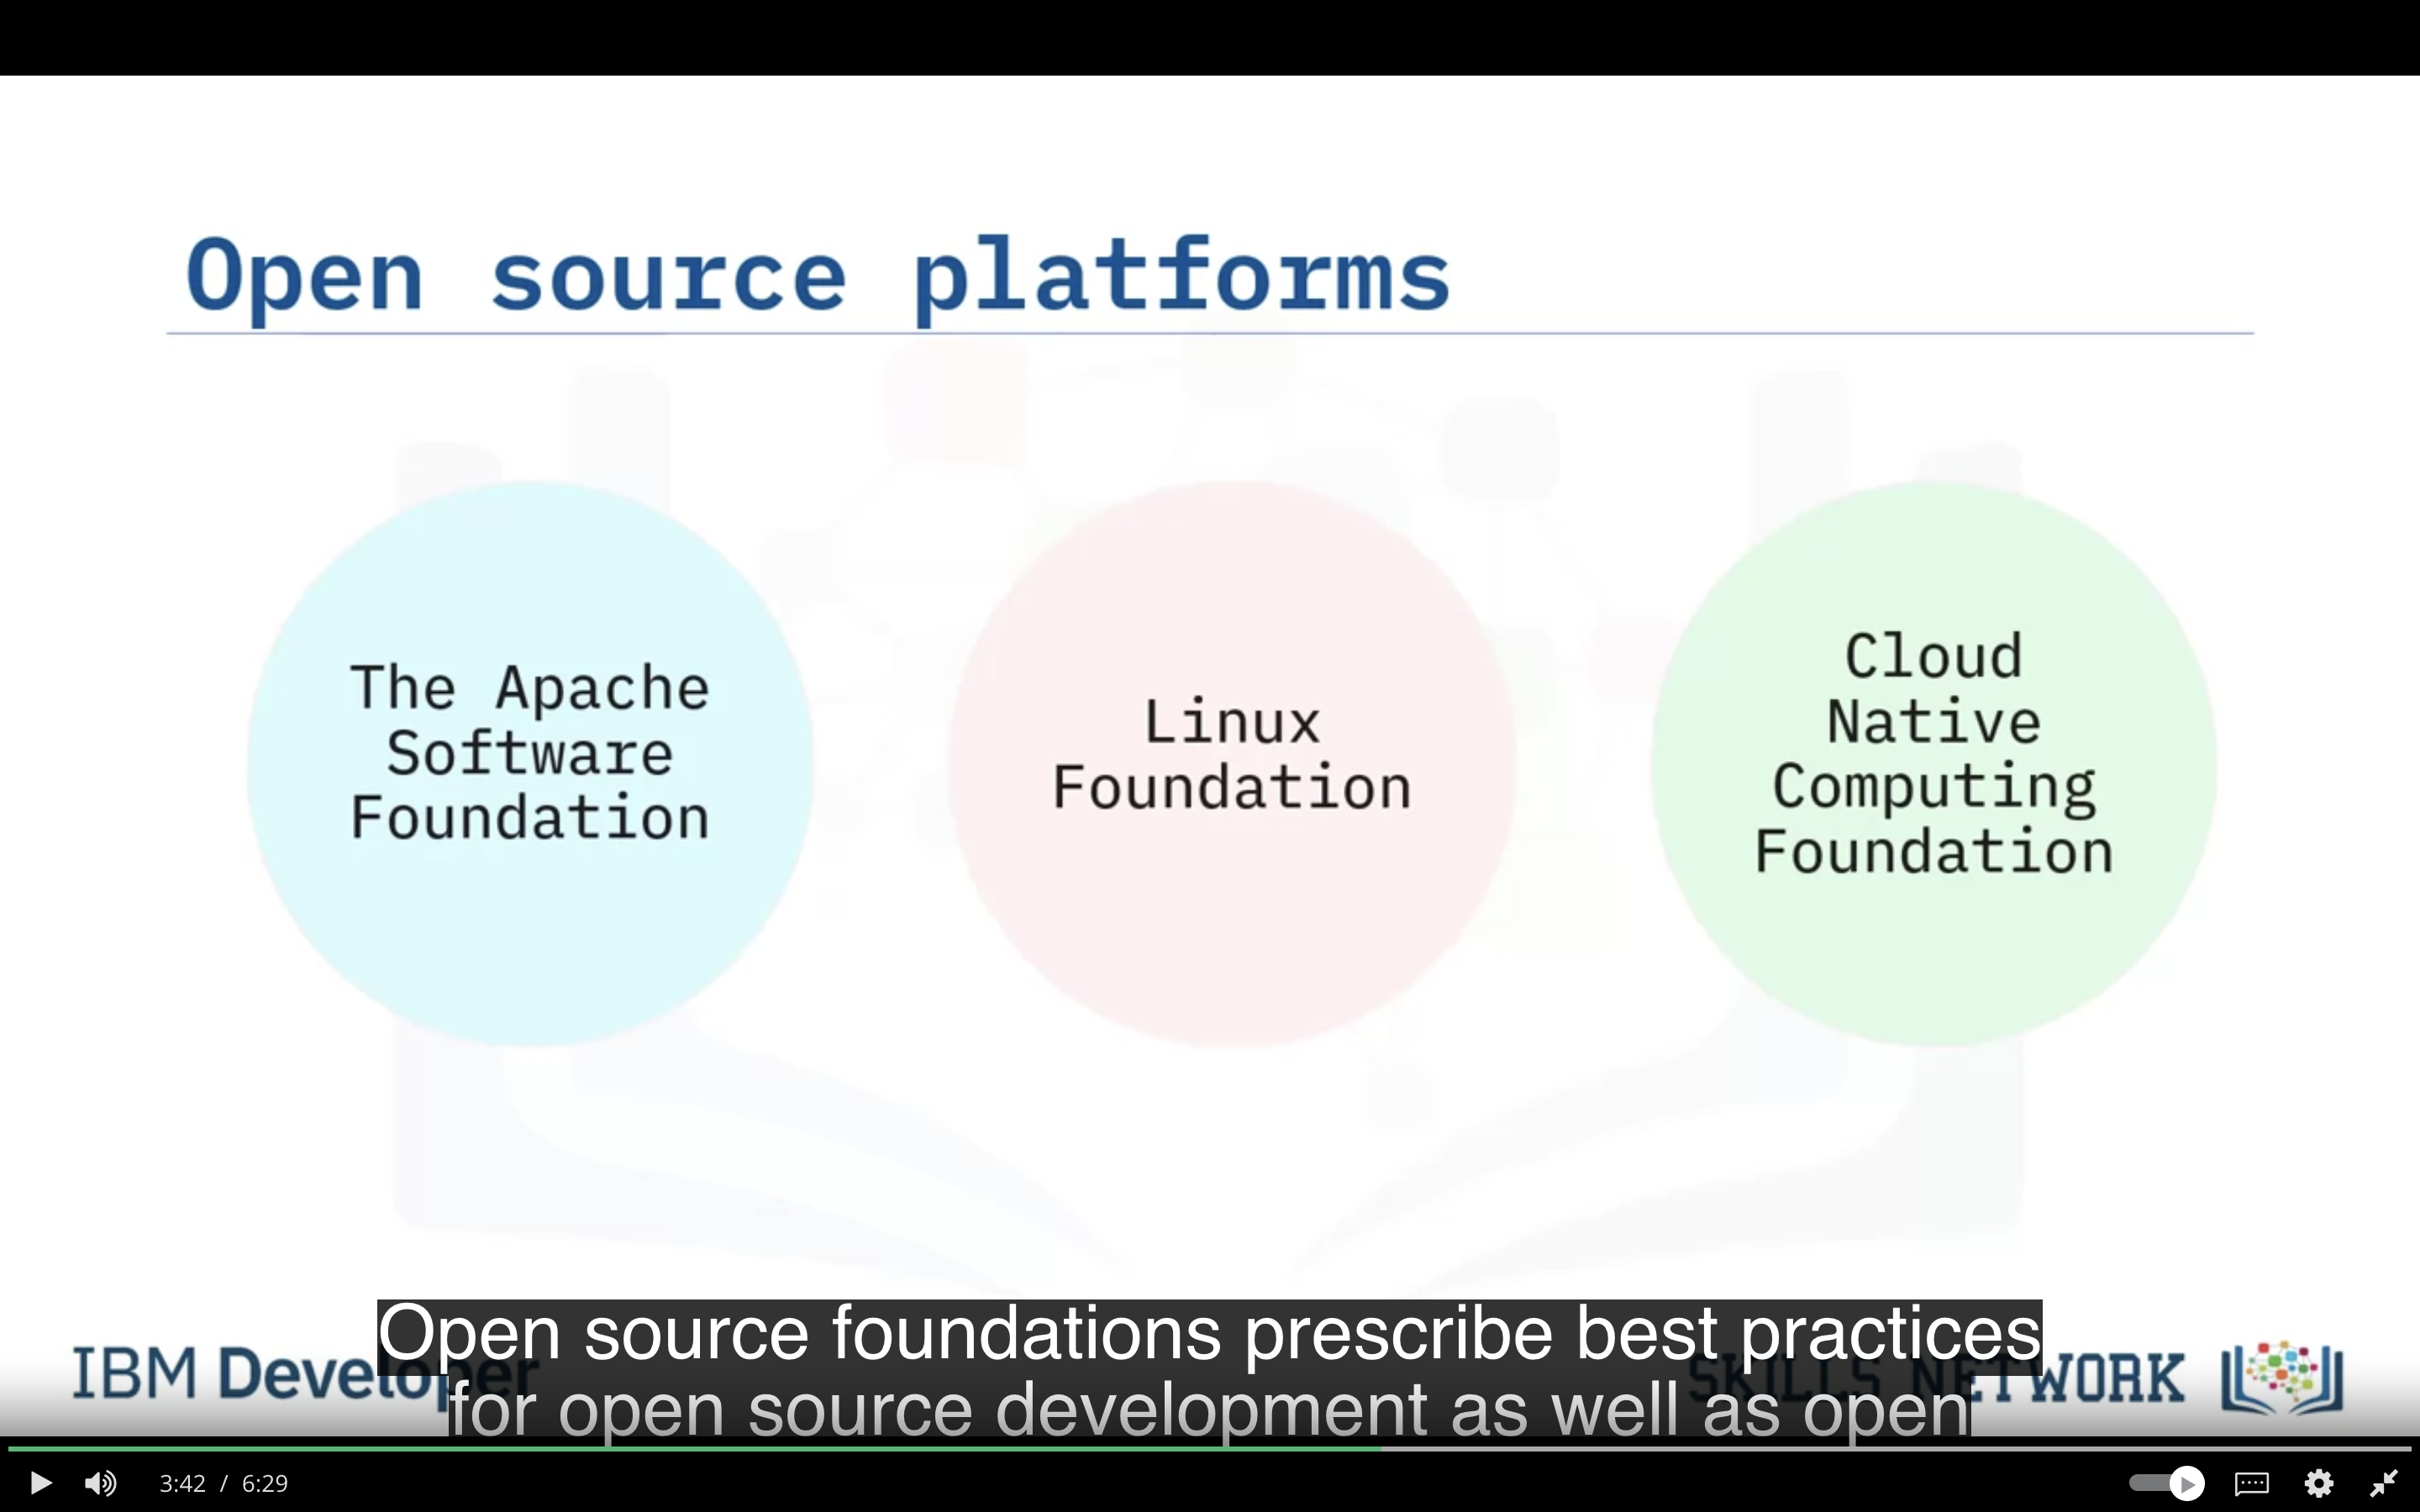 Open source platforms
The Apache
Software
Foundation
Linux
Foundation
Cloud
Native
Computing
Foundation
Open source foundations prescribe best practices
for open source development as well as open
IBM Developer
SKILLS NETWORK
3:42 / 6:29